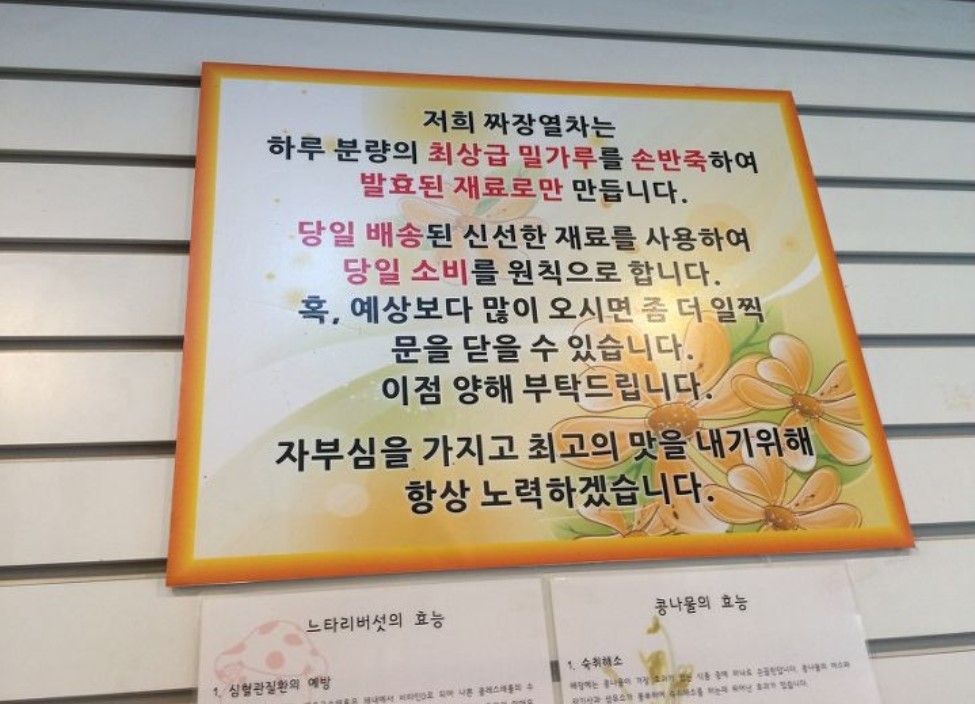 저희 짜장열차는
하루 분량의 최상급 밀가루를 손반죽하여
발효된 재료로만 만듭니다.
당일 배송된 신선한 재료를 사용하여
당일 소비를 원칙으로 합니다.
혹, 예상보다 많이 오시면 좀 더 일찍
문을 닫을 수 있습니다.
이점 양해 부탁드립니다.
자부심을 가지고 최고의 맛을 내기위해
항상 노력하겠습니다.
느타리버섯의 효능
1. 심혈관질환의 예방
콩나물의 효능
1. 숙취해소